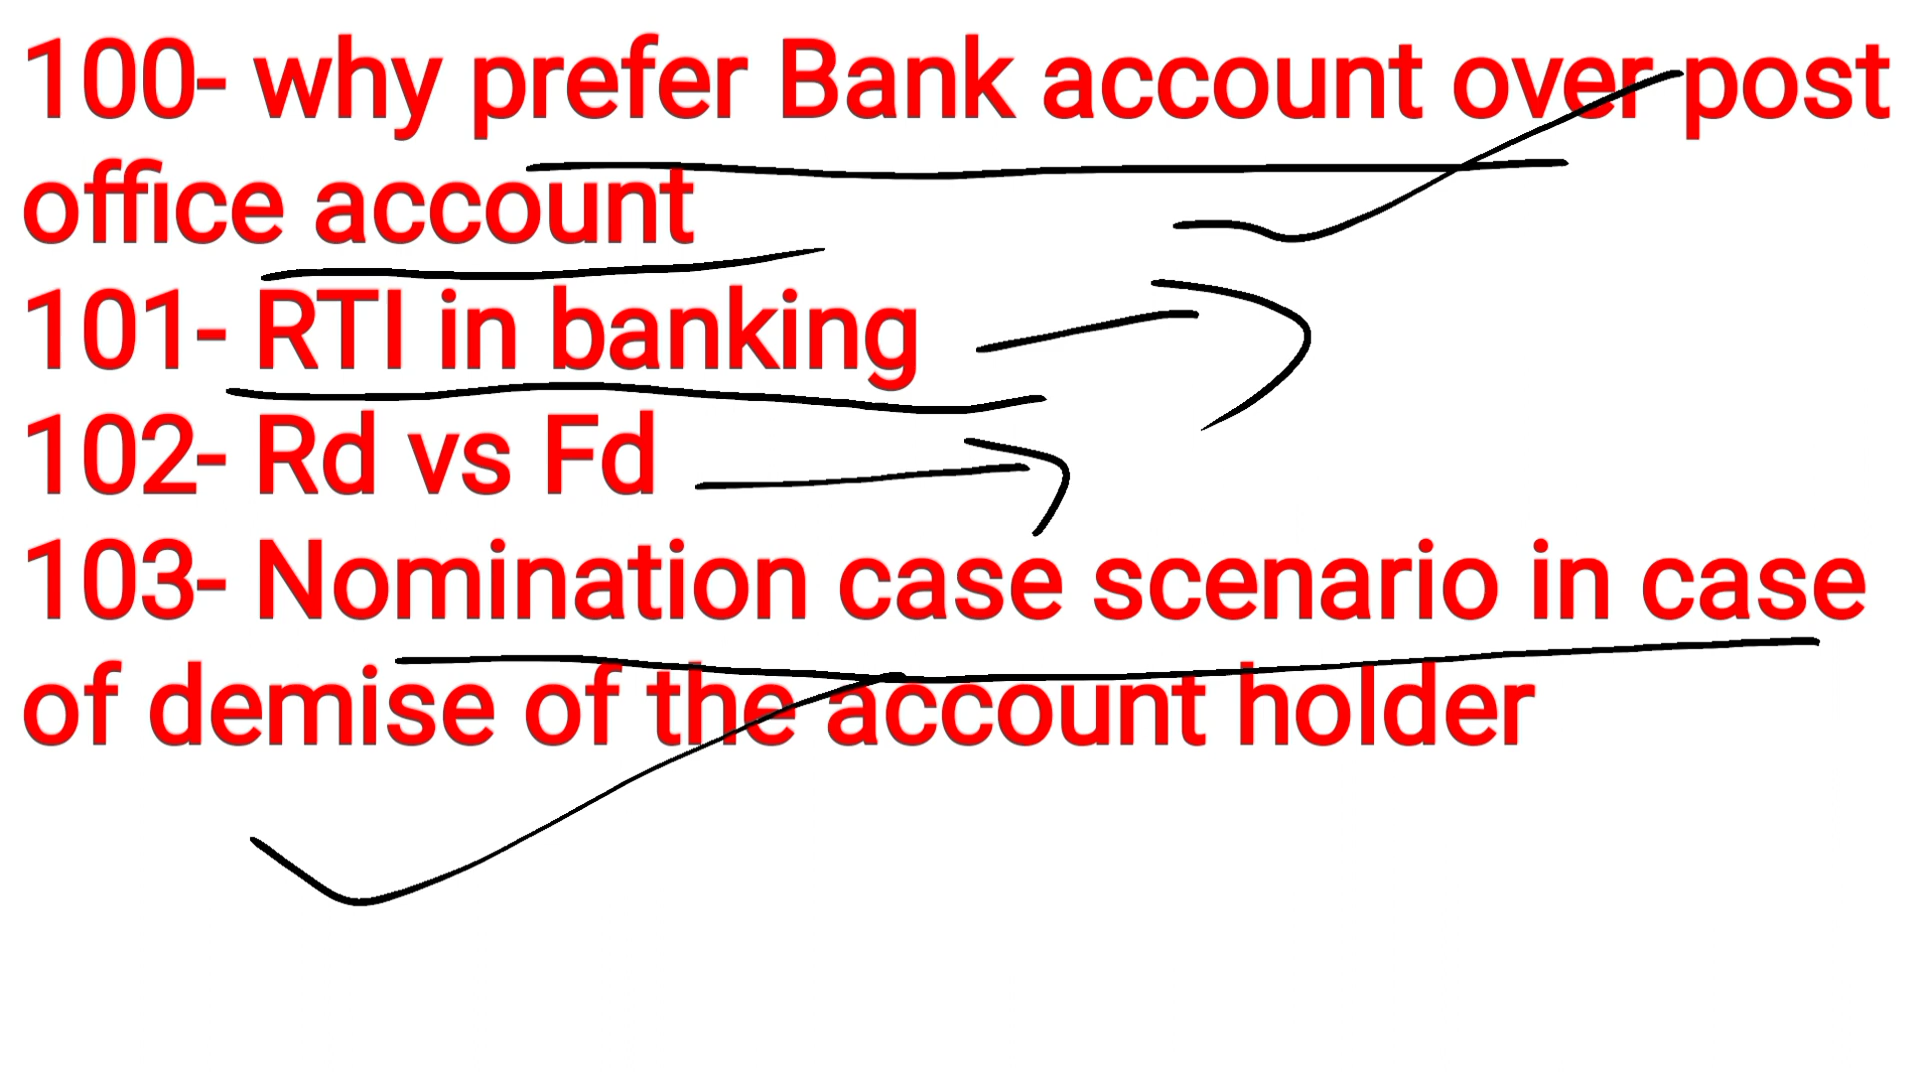 100- why prefer Bank account over post
office account
101- RTI in banking
102- Rd vs Fd
103- Nomination case scenario in case
of demise of the account holder